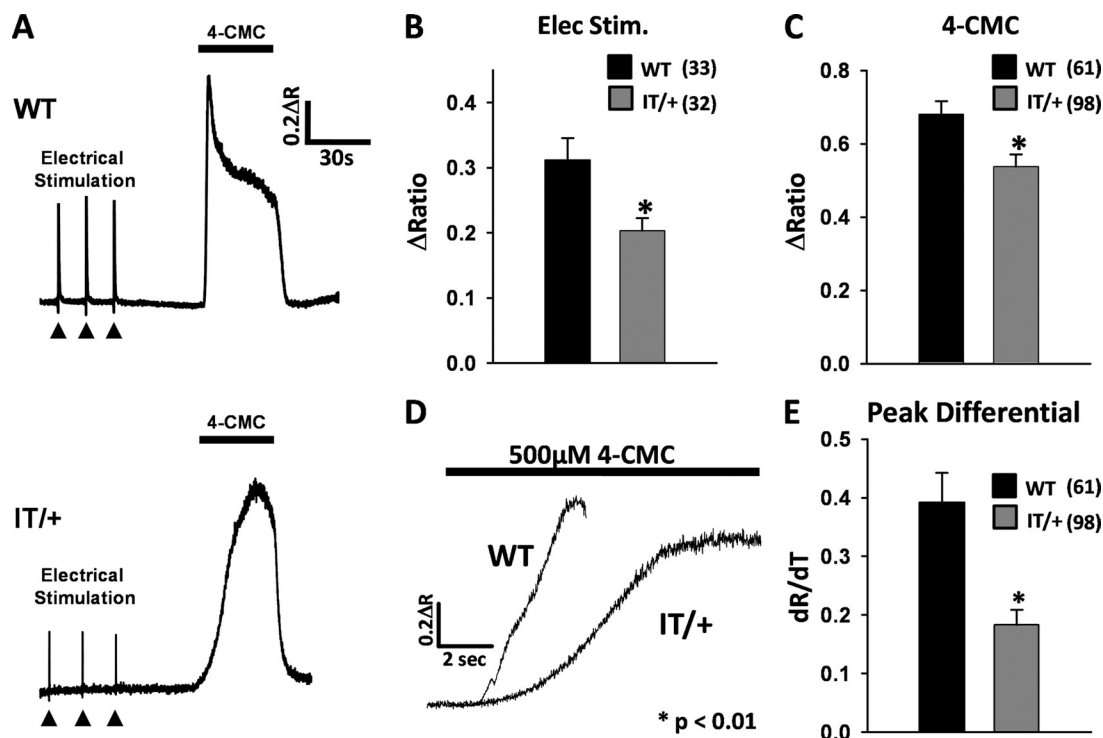 A
4-CMC
WT
0.2ΔR
30s
Electrical
Stimulation
B
Elec Stim.
WT (33)
IT/+ (32)
ΔRatio
0.4
0.3
0.2
0.1
0.0
*
C
4-CMC
WT (61)
IT/+ (98)
ΔRatio
0.8
0.6
0.4
0.2
0.0
*
4-CMC
IT/+
Electrical
Stimulation
D
500µM 4-CMC
WT
IT/+
0.2ΔR
2 sec
* p < 0.01
E
Peak Differential
WT (61)
IT/+ (98)
dR/dT
0.5
0.4
0.3
0.2
0.1
0.0
*